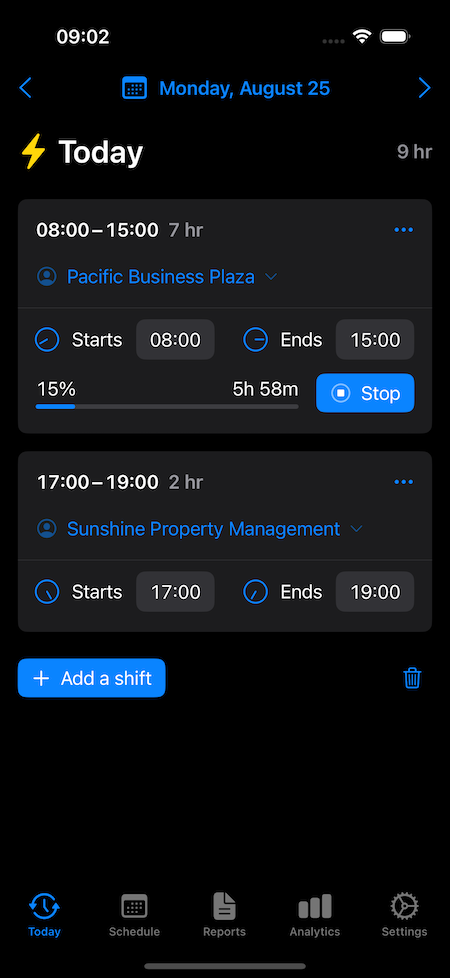 09:02
Monday, August 25
Today 9 hr
08:00 – 15:00 7 hr
Pacific Business Plaza
Starts 08:00 Ends 15:00
15% 5h 58m Stop
17:00 – 19:00 2 hr
Sunshine Property Management
Starts 17:00 Ends 19:00
Add a shift
Today Schedule Reports Analytics Settings